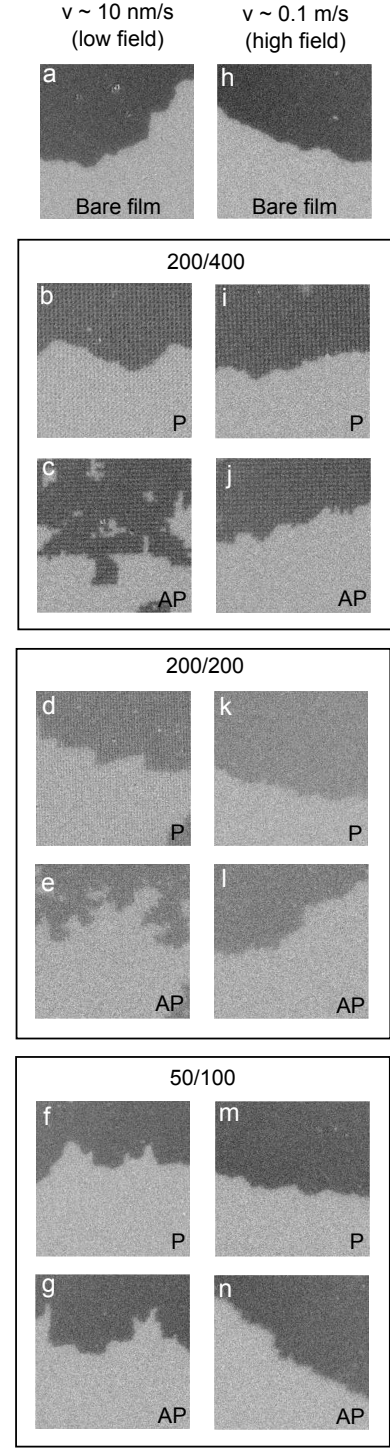 v ~ 10 nm/s
(low field)
v ~ 0.1 m/s
(high field)
a
Bare film
h
Bare film
200/400
b
P
i
P
c
AP
j
AP
200/200
d
P
k
P
e
AP
l
AP
50/100
f
P
m
P
g
AP
n
AP